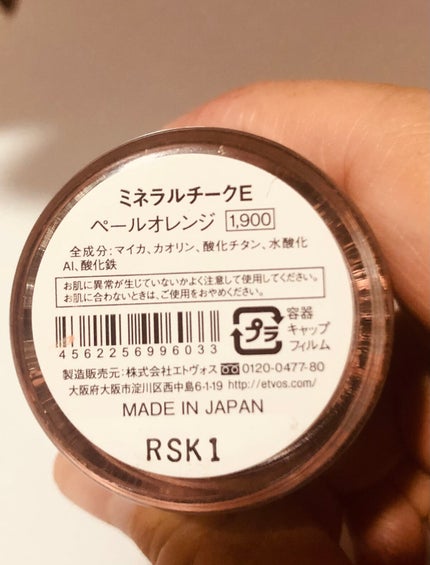 ミネラルチークE
ペールオレンジ 1,900
全成分:マイカ、カオリン、酸化チタン、水酸化
Al、酸化鉄
お肌に異常が生じていないかよく注意して使用してください。
お肌に合わないときは、ご使用をおやめください。
4562256996033
プラ
容器
キャップ
フィルム
製造販売元:株式会社エトヴォス 0120-0477-80
大阪府大阪市淀川区西中島6-1-19 http://etvos.com/
MADE IN JAPAN
RSK1